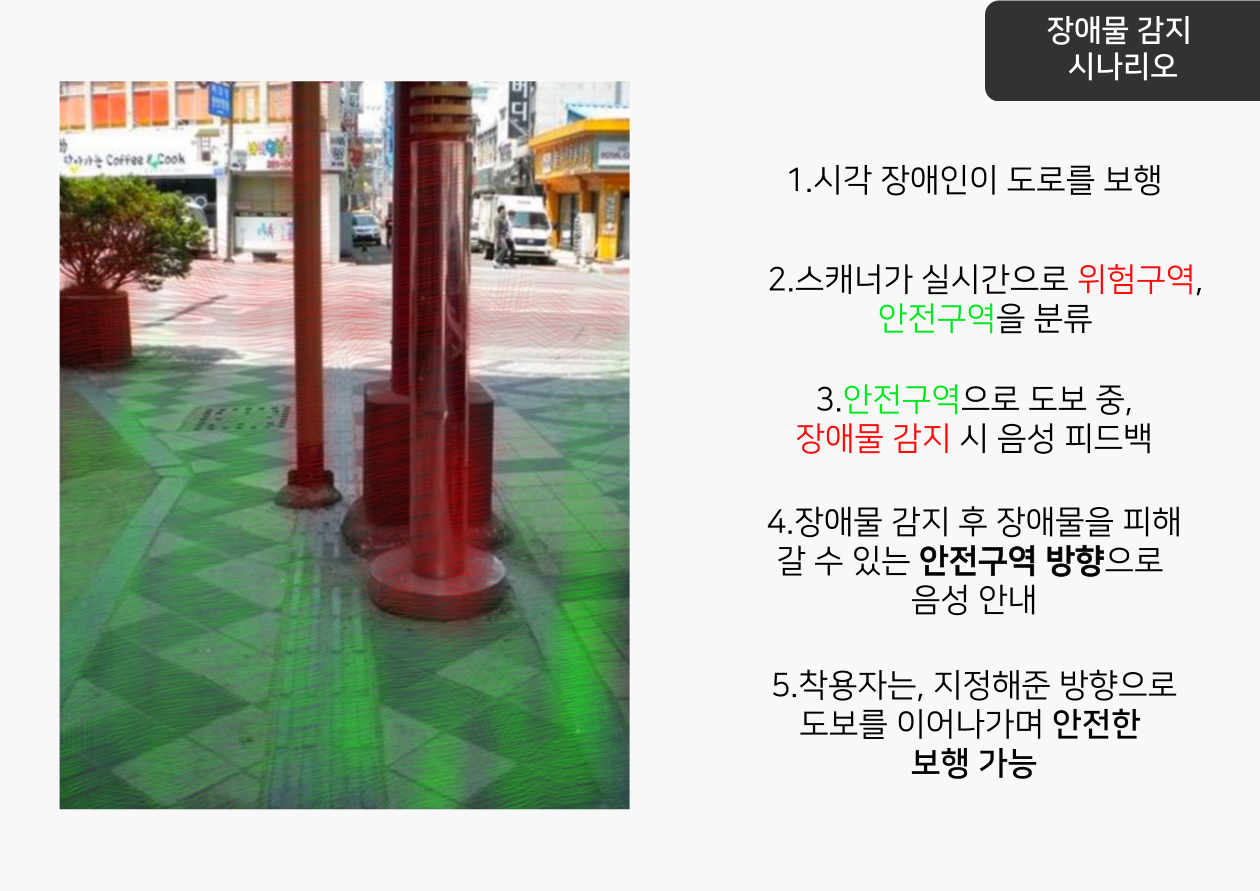 장애물 감지
시나리오
Coffee & Cook
버디
1.시각 장애인이 도로를 보행
2.스캐너가 실시간으로 위험구역,
안전구역을 분류
3.안전구역으로 도보 중,
장애물 감지 시 음성 피드백
4.장애물 감지 후 장애물을 피해
갈 수 있는 안전구역 방향으로
음성 안내
5.착용자는, 지정해준 방향으로
도보를 이어나가며 안전한
보행 가능